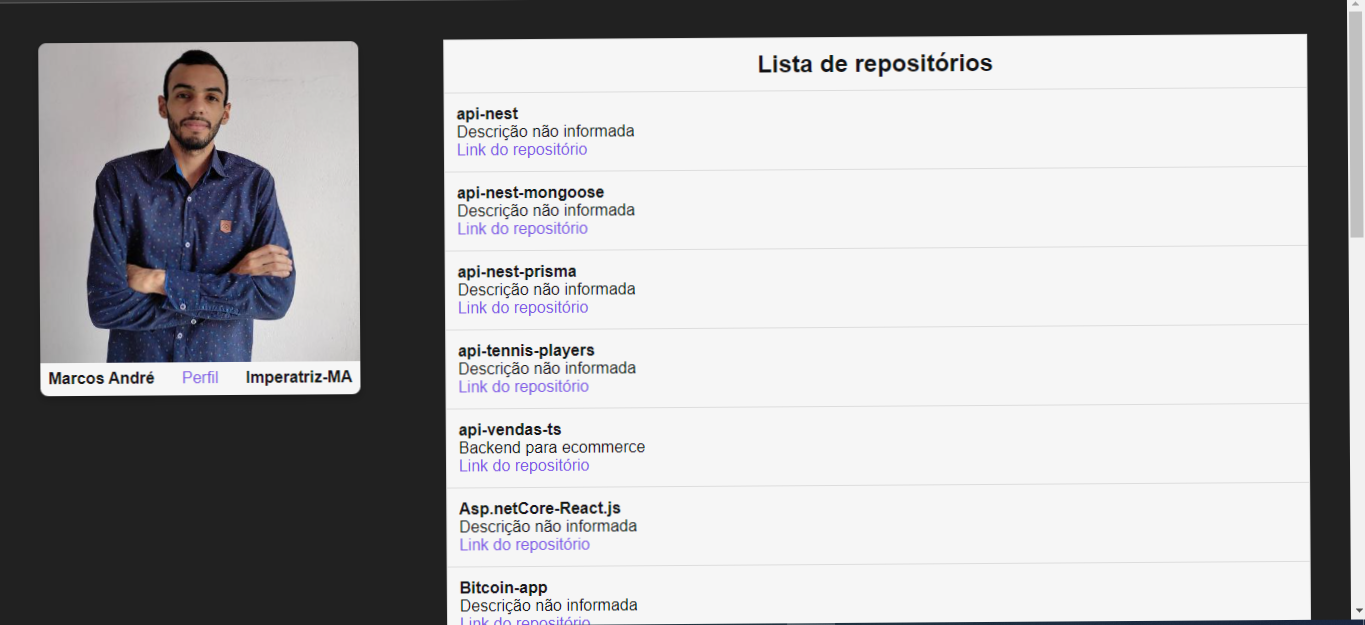 Marcos André Perfil Imperatriz-MA
Lista de repositórios
api-nest
Descrição não informada
Link do repositório
api-nest-mongoose
Descrição não informada
Link do repositório
api-nest-prisma
Descrição não informada
Link do repositório
api-tennis-players
Descrição não informada
Link do repositório
api-vendas-ts
Backend para ecommerce
Link do repositório
Asp.netCore-React.js
Descrição não informada
Link do repositório
Bitcoin-app
Descrição não informada
Link do repositório